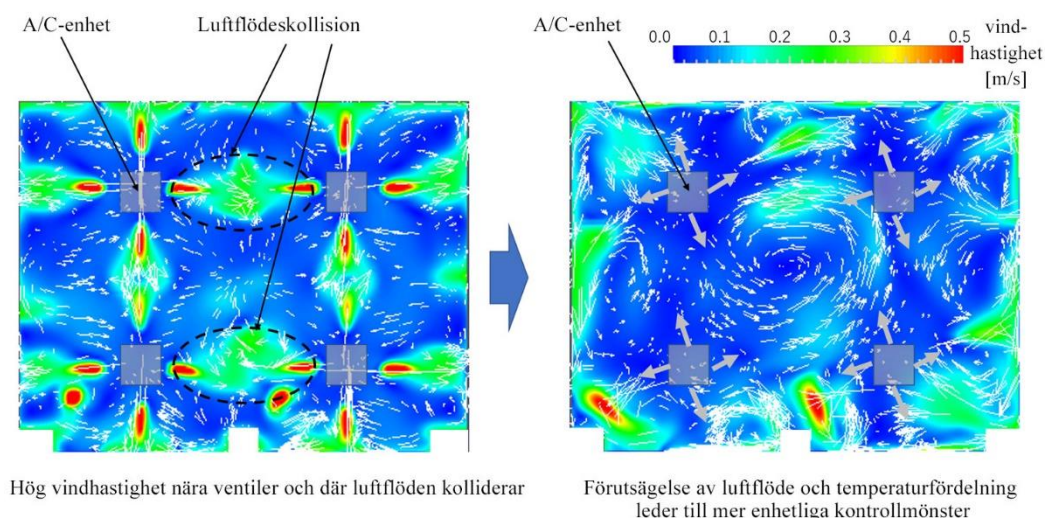 A/C-enhet
Luftflödeskollision
A/C-enhet
0.0 0.1 0.2 0.3 0.4 0.5
vind-
hastighet
[m/s]
Hög vindhastighet nära ventiler och där luftflöden kolliderar
Förutsägelse av luftflöde och temperaturfördelning
leder till mer enhetliga kontrollmönster